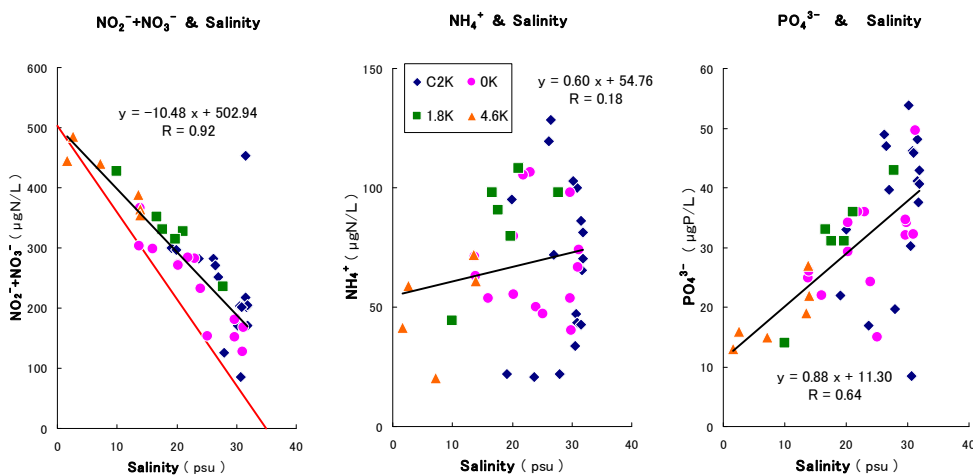 NO₂⁻+NO₃⁻ & Salinity
600
500
400
300
200
100
0
0 10 20 30 40
NO₂⁻+NO₃⁻ (μgN/L)
Salinity ( psu )
y = −10.48 x + 502.94
R = 0.92
NH₄⁺ & Salinity
150
100
50
0
0 10 20 30 40
NH₄⁺ (μgN/L)
Salinity ( psu )
C2K 0K
1.8K 4.6K
y = 0.60 x + 54.76
R = 0.18
PO₄³⁻ & Salinity
60
50
40
30
20
10
0
0 10 20 30 40
PO₄³⁻ (μgP/L)
Salinity ( psu )
y = 0.88 x + 11.30
R = 0.64